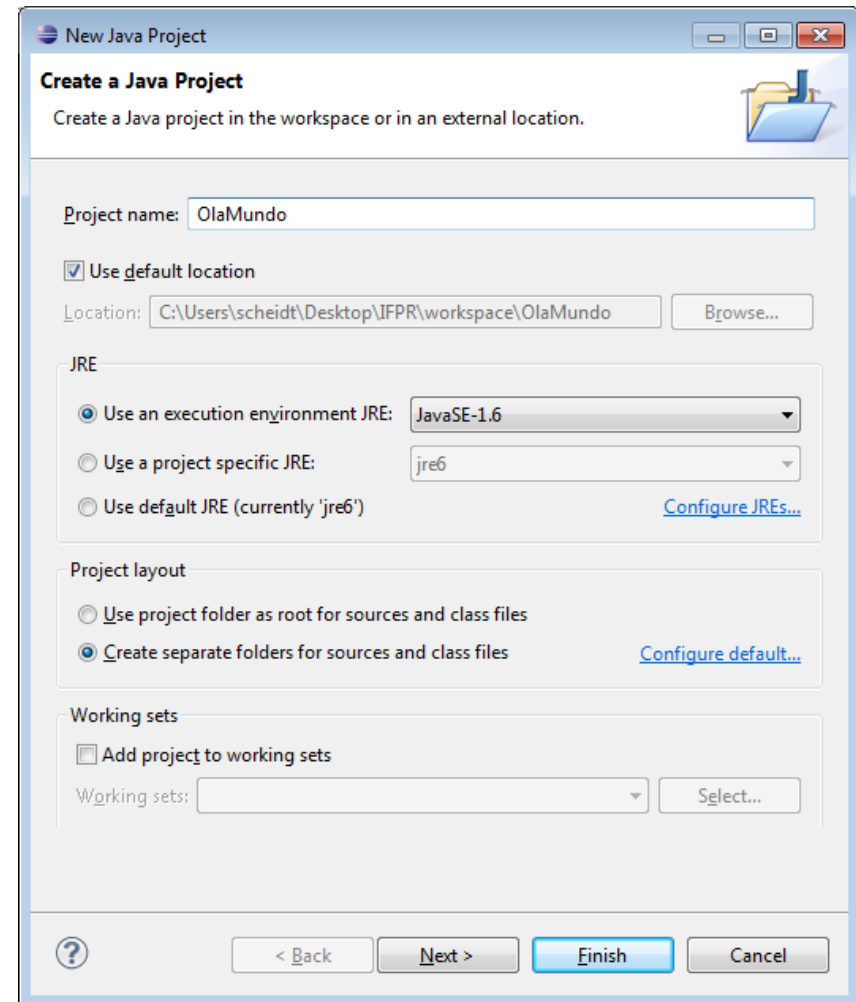 New Java Project
Create a Java Project
Create a Java project in the workspace or in an external location.
Project name: OlaMundo
Use default location
Location: C:\Users\scheidt\Desktop\IFPR\workspace\OlaMundo Browse...
JRE
Use an execution environment JRE: JavaSE-1.6
Use a project specific JRE: jre6
Use default JRE (currently 'jre6') Configure JREs...
Project layout
Use project folder as root for sources and class files
Create separate folders for sources and class files Configure default...
Working sets
Add project to working sets
Working sets: Select...
? < Back Next > Finish Cancel